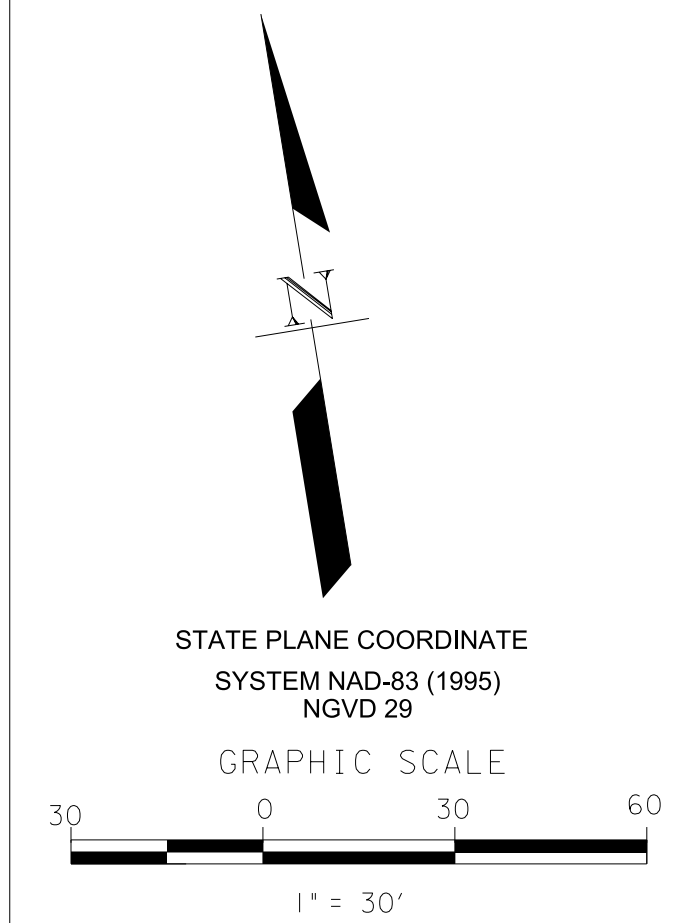 N
STATE PLANE COORDINATE
SYSTEM NAD-83 (1995)
NGVD 29
GRAPHIC SCALE
30 0 30 60
1" = 30'